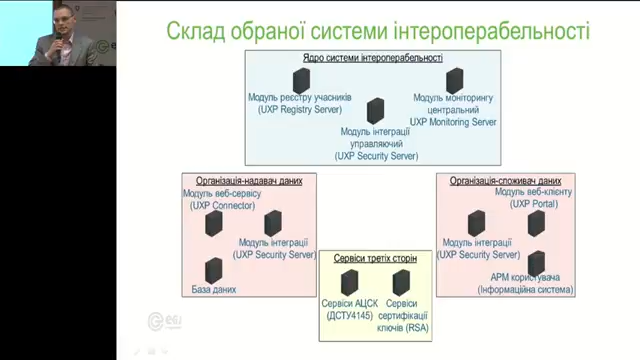 Склад обраної системи інтероперабельності
Ядро системи інтероперабельності
Модуль реєстру учасників
(UXP Registry Server)
Модуль моніторингу
центральний
UXP Monitoring Server
Модуль інтеграції
управляючий
(UXP Security Server)
Організація-надавач даних
Модуль веб-сервісу
(UXP Connector)
Модуль інтеграції
(UXP Security Server)
База даних
Сервіси третіх сторін
Сервіси АЦСК
(ДСТУ4145)
Сервіси
сертифікації
ключів (RSA)
Організація-споживач даних
Модуль веб-клієнту
(UXP Portal)
Модуль інтеграції
(UXP Security Server)
АРМ користувача
(Інформаційна система)